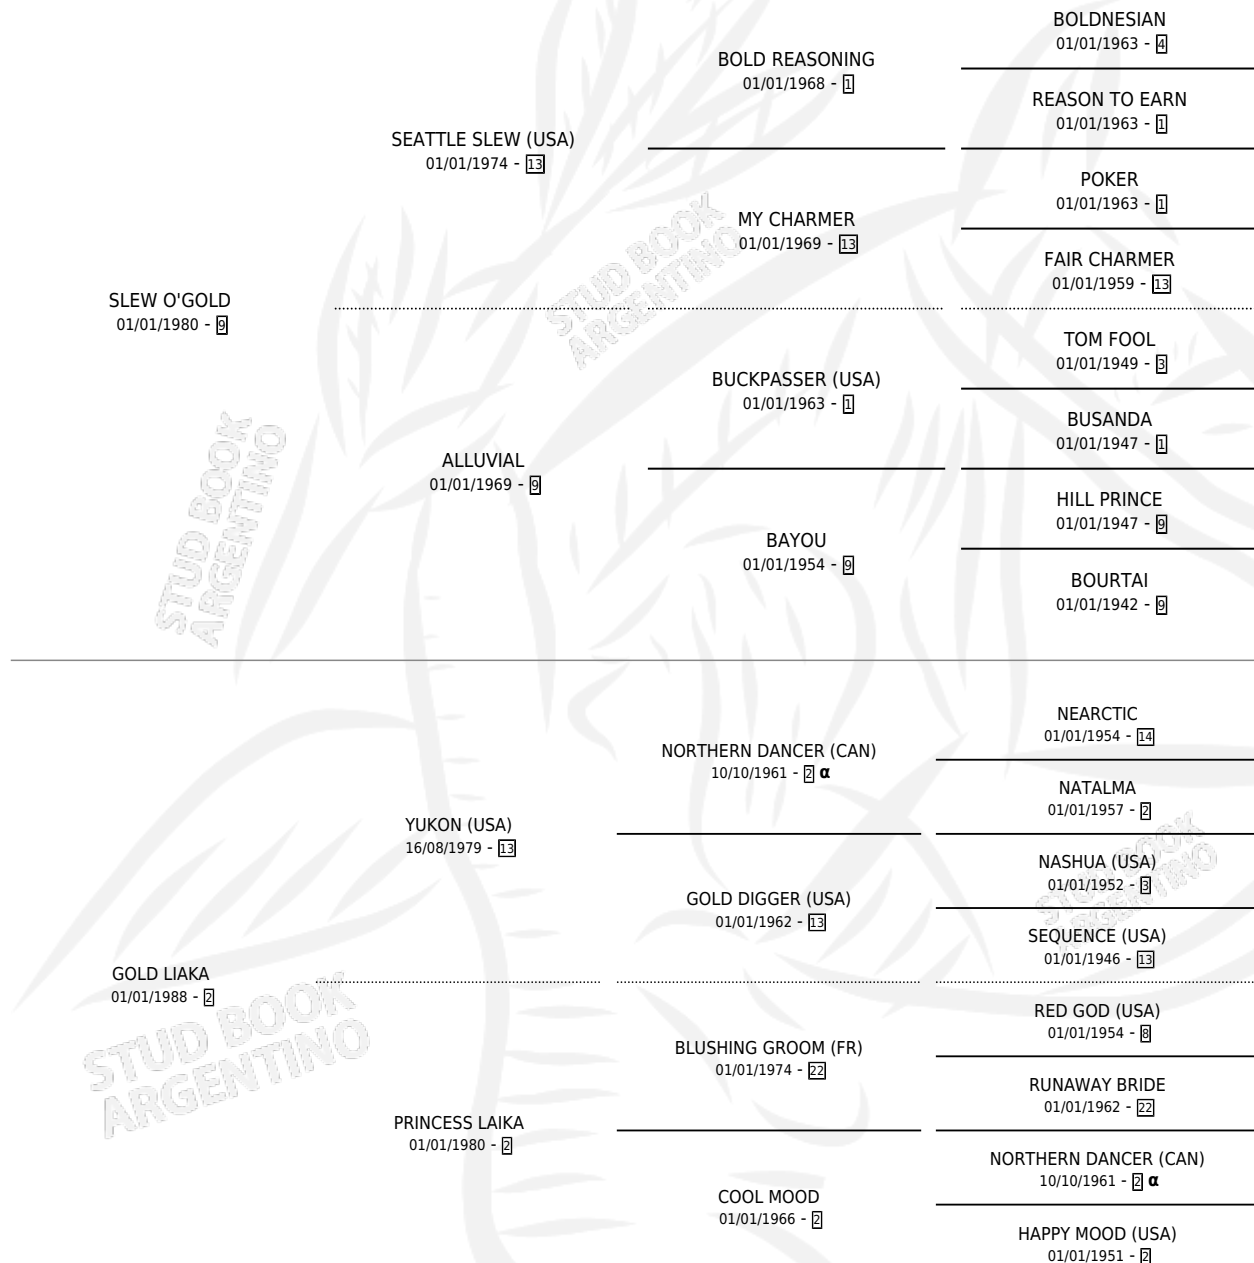 BOLDNESIAN
01/01/1963 - 4
BOLD REASONING
01/01/1968 - 1
REASON TO EARN
01/01/1963 - 1
SEATTLE SLEW (USA)
01/01/1974 - 13
POKER
01/01/1963 - 1
MY CHARMER
01/01/1969 - 13
FAIR CHARMER
01/01/1959 - 13
SLEW O'GOLD
01/01/1980 - 9
TOM FOOL
01/01/1949 - 3
BUCKPASSER (USA)
01/01/1963 - 1
BUSANDA
01/01/1947 - 1
ALLUVIAL
01/01/1969 - 9
HILL PRINCE
01/01/1947 - 9
BAYOU
01/01/1954 - 9
BOURTAI
01/01/1942 - 9
NEARCTIC
01/01/1954 - 14
NORTHERN DANCER (CAN)
10/10/1961 - 2 α
NATALMA
01/01/1957 - 2
YUKON (USA)
16/08/1979 - 13
NASHUA (USA)
01/01/1952 - 3
GOLD DIGGER (USA)
01/01/1962 - 13
SEQUENCE (USA)
01/01/1946 - 13
GOLD LIAKA
01/01/1988 - 2
RED GOD (USA)
01/01/1954 - 8
BLUSHING GROOM (FR)
01/01/1974 - 22
RUNAWAY BRIDE
01/01/1962 - 22
PRINCESS LAIKA
01/01/1980 - 2
NORTHERN DANCER (CAN)
10/10/1961 - 2 α
COOL MOOD
01/01/1966 - 2
HAPPY MOOD (USA)
01/01/1951 - 2
STUD BOOK
ARGENTINO
STUD BOOK
ARGENTINO
STUD BOOK
ARGENTINO
STUD BOOK
ARGENTINO